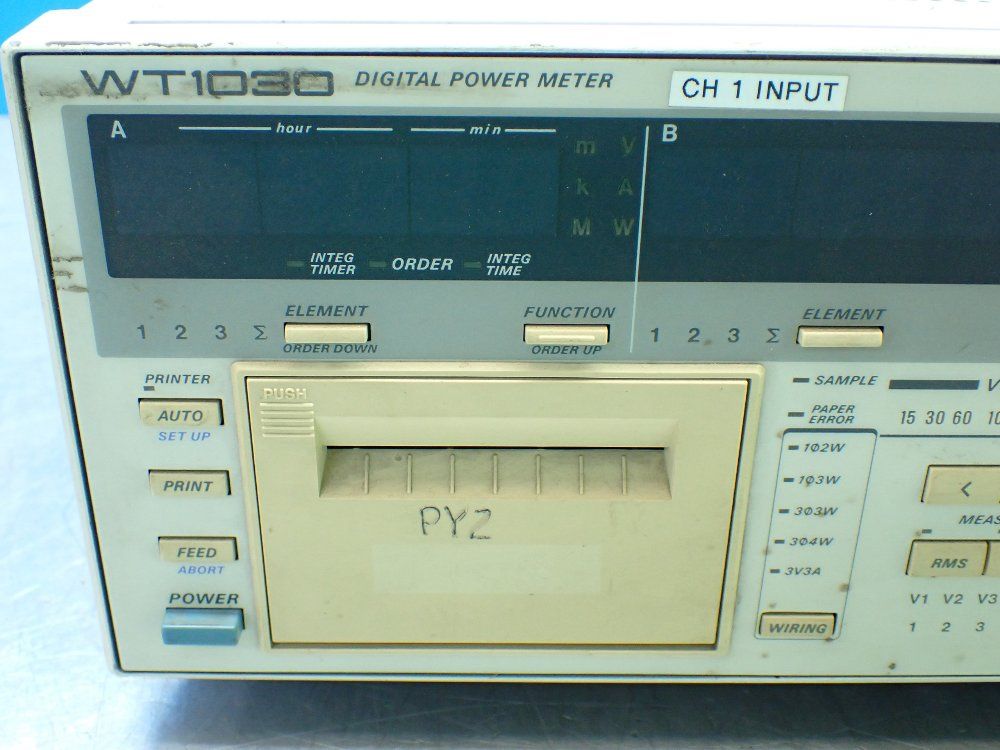 WT1030 DIGITAL POWER METER CH 1 INPUT
A hour min B
m V
k A
M W
INTEG TIMER ORDER INTEG TIME
ELEMENT FUNCTION ELEMENT
1 2 3 Σ 1 2 3 Σ
ORDER DOWN ORDER UP
PRINTER
AUTO
SET UP
PRINT
FEED
ABORT
POWER
PUSH
PYZ
SAMPLE
PAPER ERROR
1Φ2W
1Φ3W
3Φ3W
3Φ4W
3V3A
WIRING
V
15 30 60
<
RMS
V1 V2 V3
1 2 3